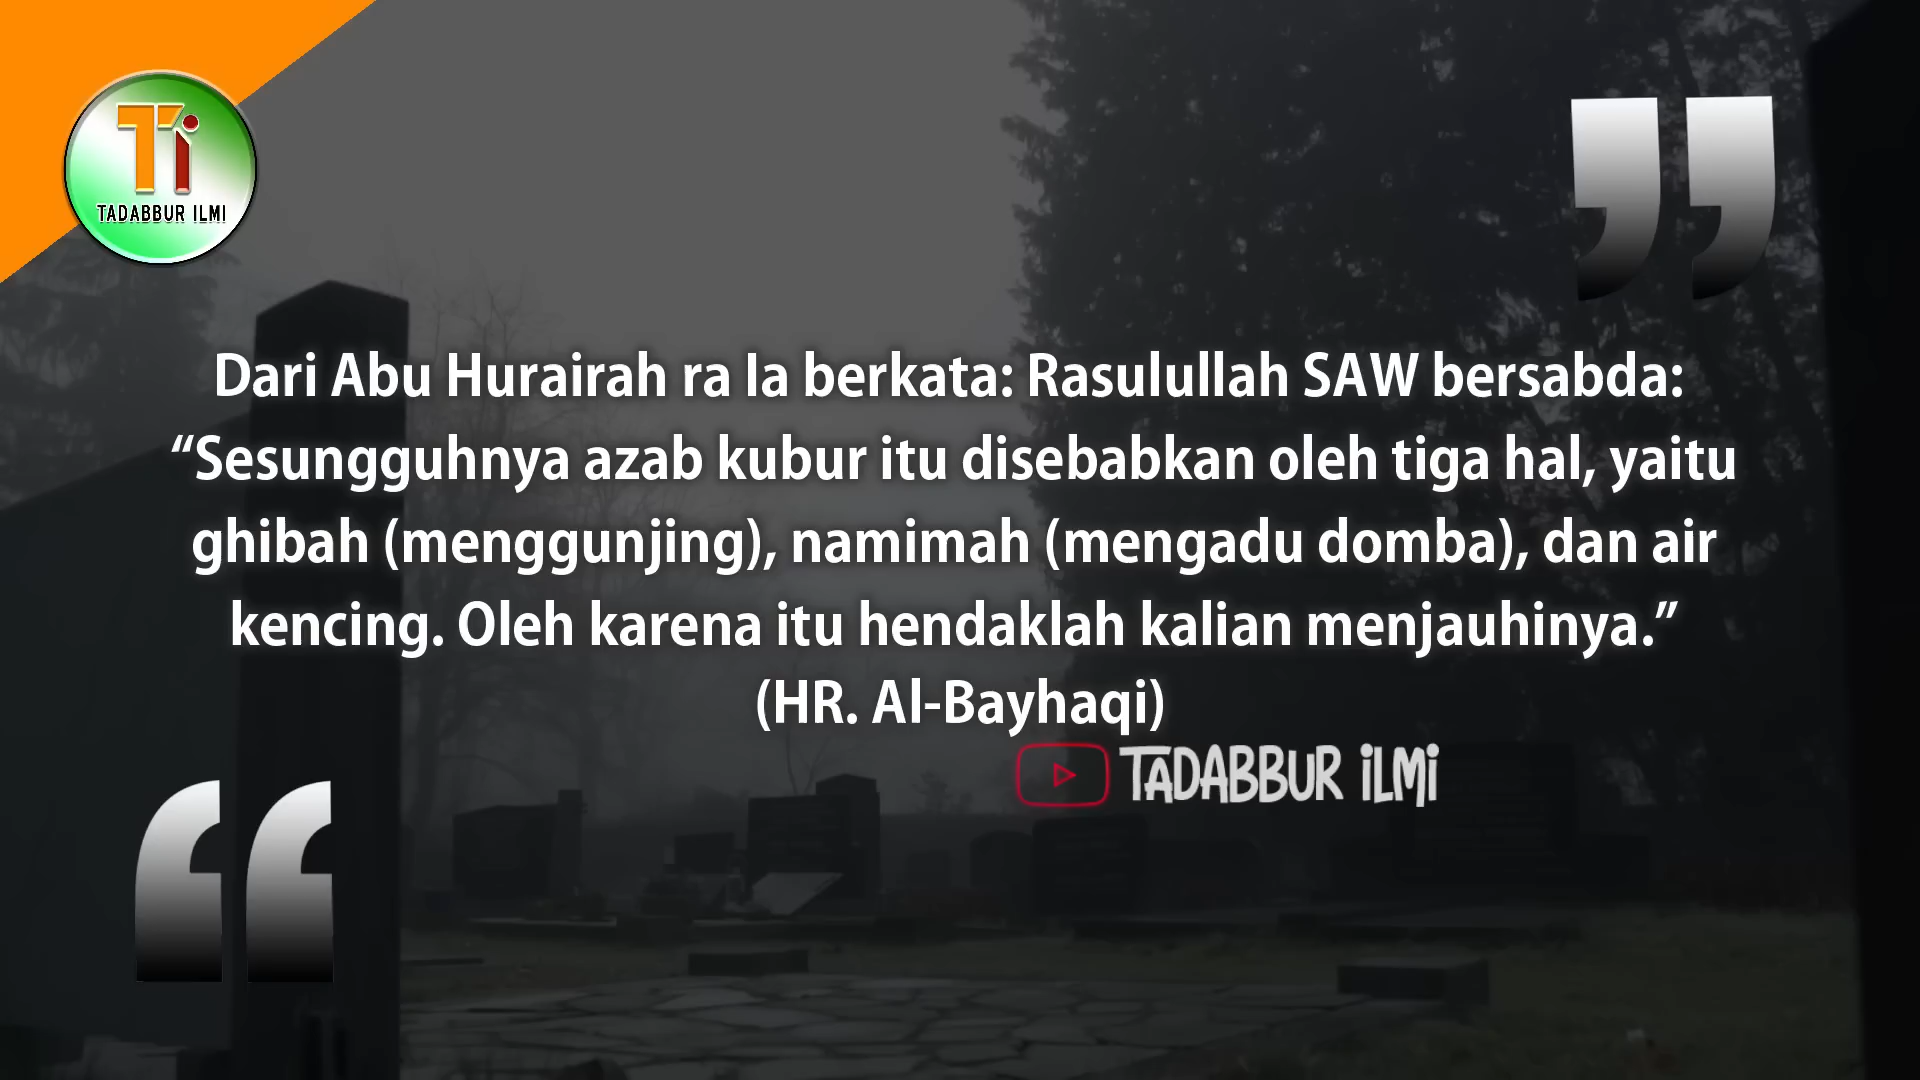 Ti
TADABBUR ILMI
Dari Abu Hurairah ra Ia berkata: Rasulullah SAW bersabda:
“Sesungguhnya azab kubur itu disebabkan oleh tiga hal, yaitu
ghibah (menggunjing), namimah (mengadu domba), dan air
kencing. Oleh karena itu hendaklah kalian menjauhinya.”
(HR. Al-Bayhaqi)
TADABBUR iLMi